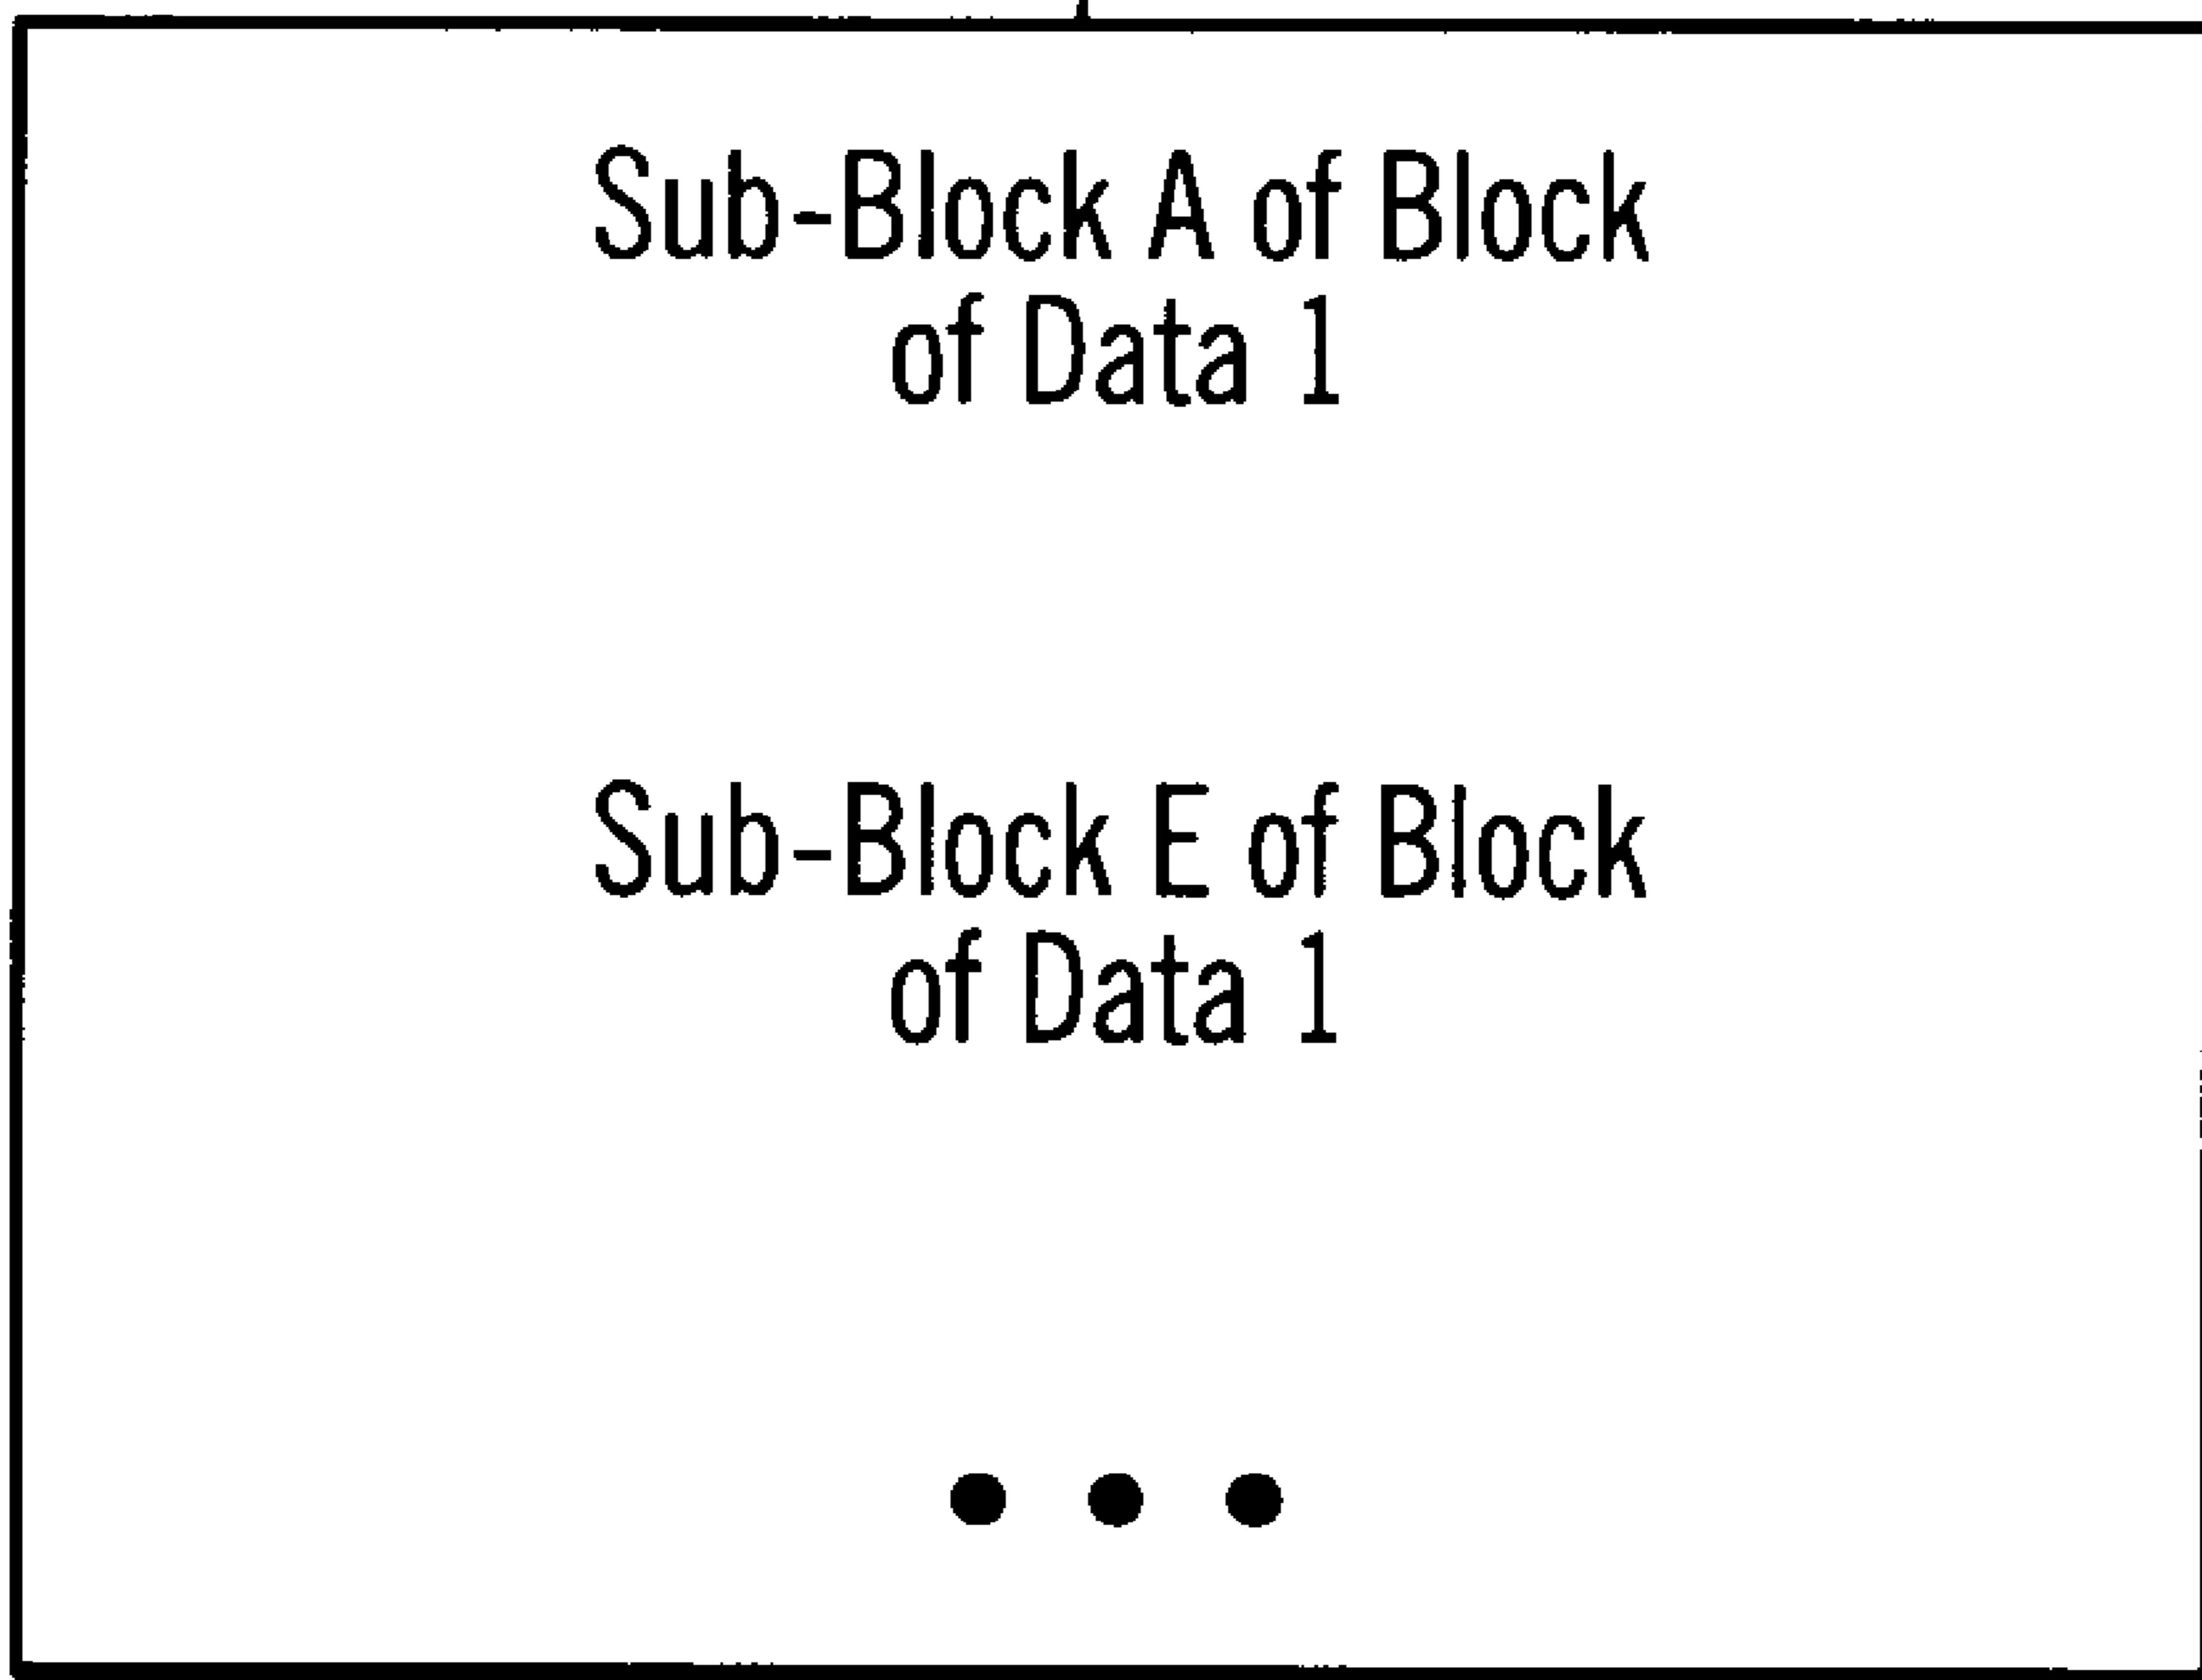 Sub-Block A of Block
of Data 1
Sub-Block E of Block
of Data 1
● ● ●